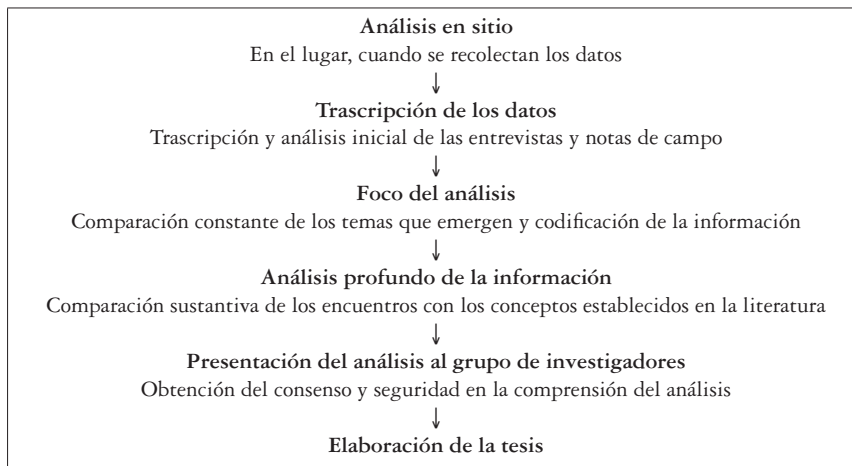 Análisis en sitio
En el lugar, cuando se recolectan los datos
↓
Trascripción de los datos
Trascripción y análisis inicial de las entrevistas y notas de campo
↓
Foco del análisis
Comparación constante de los temas que emergen y codificación de la información
↓
Análisis profundo de la información
Comparación sustantiva de los encuentros con los conceptos establecidos en la literatura
↓
Presentación del análisis al grupo de investigadores
Obtención del consenso y seguridad en la comprensión del análisis
↓
Elaboración de la tesis